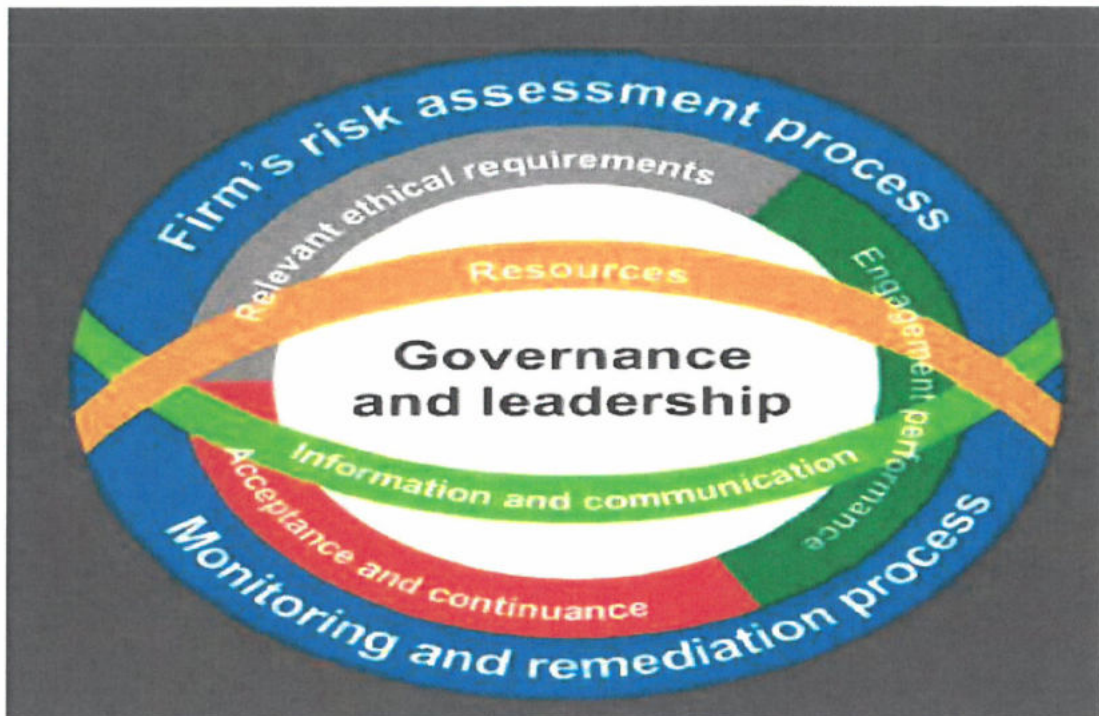 Firm's risk assessment process
Relevant ethical requirements
Engagement performance
Resources
Governance
and leadership
Information and communication
Acceptance and continuance
Monitoring and remediation process